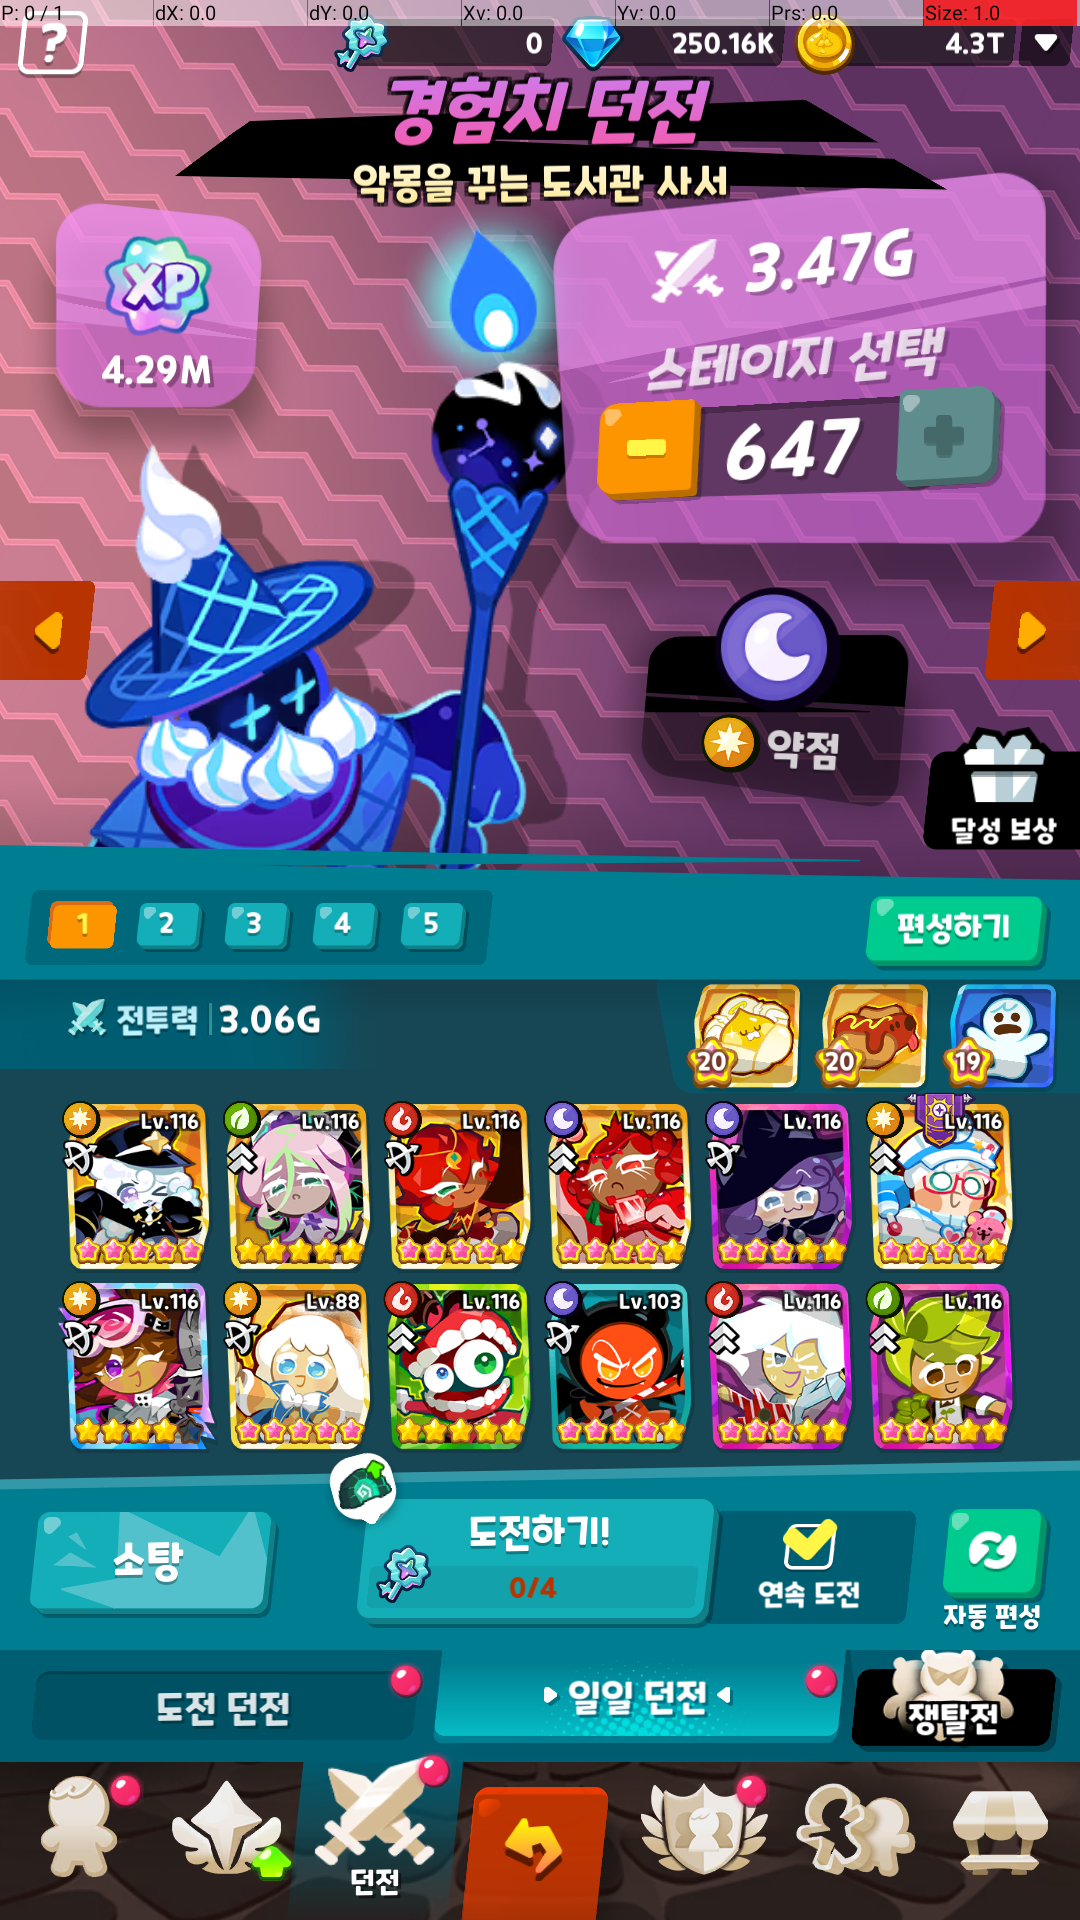 P: 0 / 1 dX: 0.0 dY: 0.0 Xv: 0.0 Yv: 0.0 Prs: 0.0 Size: 1.0
? 0 250.16K 4.3T
경험치 던전
악몽을 꾸는 도서관 사서
XP
4.29M
3.47G
스테이지 선택
647
약점
달성 보상
1 2 3 4 5
편성하기
전투력 3.06G
20 20 19
Lv.116 Lv.116 Lv.116 Lv.116 Lv.116 Lv.116
Lv.116 Lv.88 Lv.116 Lv.103 Lv.116 Lv.116
소탕
도전하기!
0/4
연속 도전
자동 편성
도전 던전
일일 던전
쟁탈전
던전